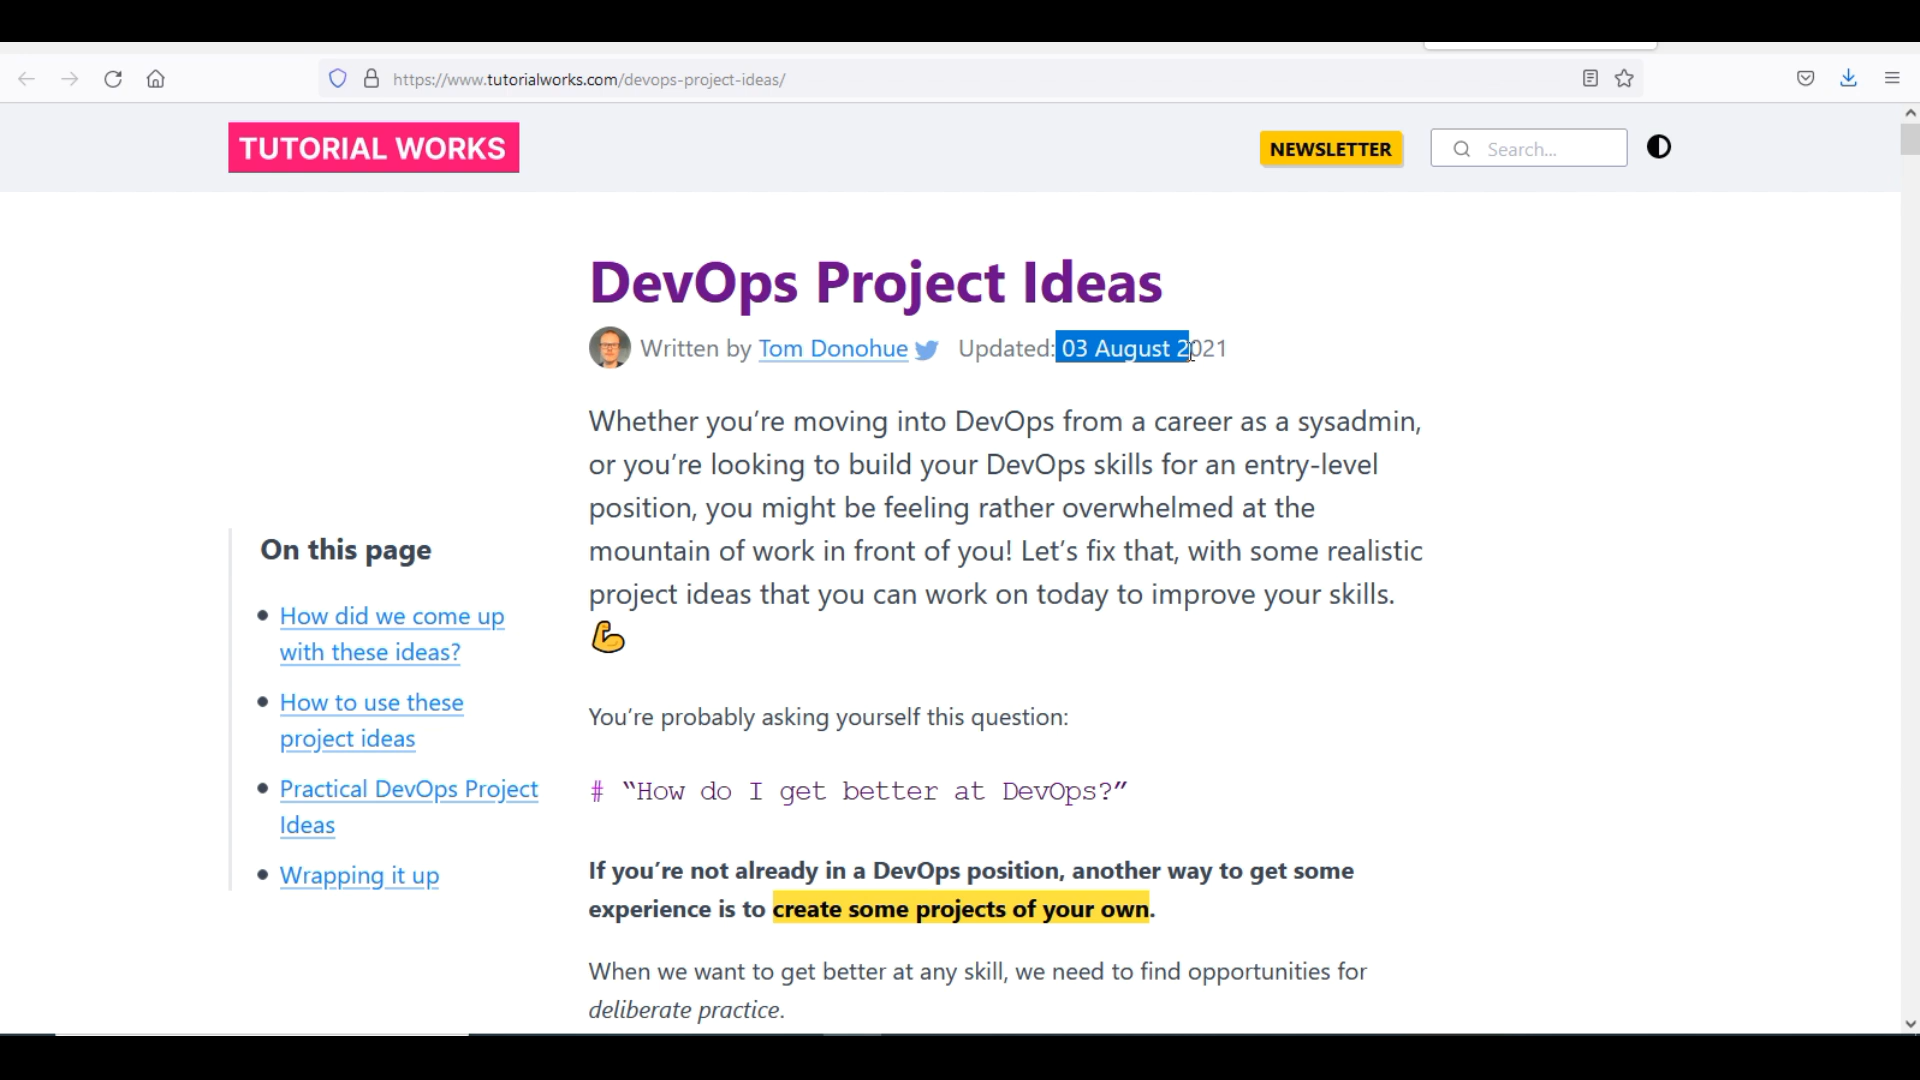 https://www.tutorialworks.com/devops-project-ideas/
TUTORIAL WORKS
NEWSLETTER
Search...
DevOps Project Ideas
Written by Tom Donohue Updated: 03 August 2021
Whether you’re moving into DevOps from a career as a sysadmin,
or you’re looking to build your DevOps skills for an entry-level
position, you might be feeling rather overwhelmed at the
mountain of work in front of you! Let’s fix that, with some realistic
project ideas that you can work on today to improve your skills.
💪
On this page
How did we come up
with these ideas?
How to use these
project ideas
Practical DevOps Project
Ideas
Wrapping it up
You’re probably asking yourself this question:
# “How do I get better at DevOps?”
If you’re not already in a DevOps position, another way to get some
experience is to create some projects of your own.
When we want to get better at any skill, we need to find opportunities for
deliberate practice.